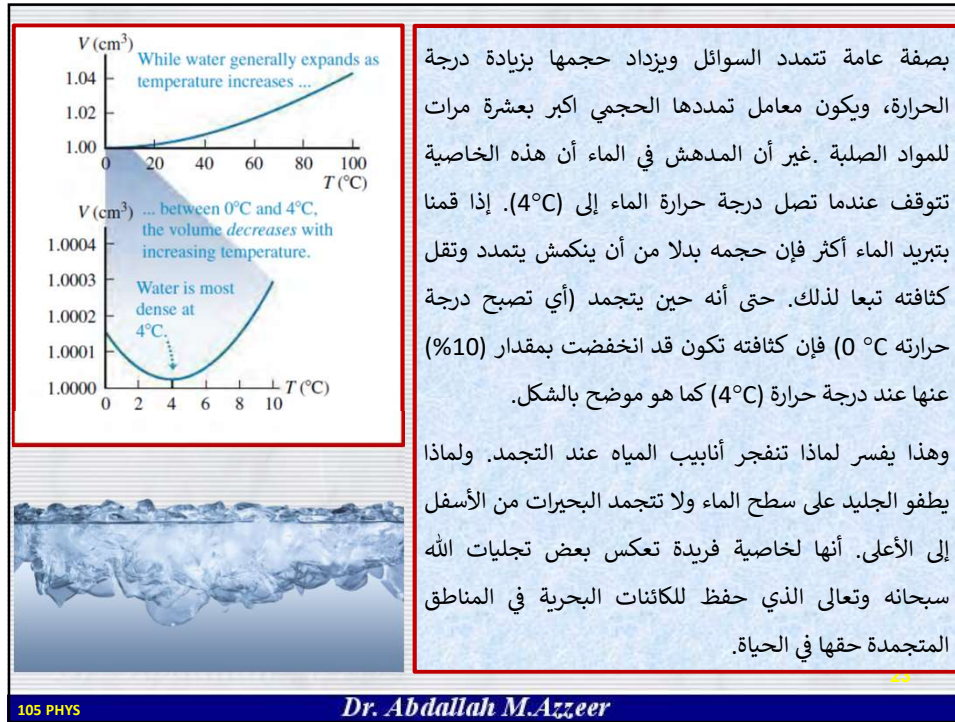 V (cm³)
While water generally expands as
temperature increases ...
1.04
1.02
1.00
0 20 40 60 80 100
T (°C)
V (cm³)
... between 0°C and 4°C,
the volume decreases with
increasing temperature.
1.0004
1.0003
1.0002
1.0001
1.0000
Water is most
dense at
4°C.
0 2 4 6 8 10
T (°C)
بصفة عامة تتمدد السوائل ويزداد حجمها بزيادة درجة
الحرارة، ويكون معامل تمددها الحجمي اكبر بعشرة مرات
للمواد الصلبة .غير أن المدهش في الماء أن هذه الخاصية
تتوقف عندما تصل درجة حرارة الماء إلى (4°C). إذا قمنا
بتبريد الماء أكثر فإن حجمه بدلا من أن ينكمش يتمدد وتقل
كثافته تبعا لذلك. حتى أنه حين يتجمد (أي تصبح درجة
حرارته 0 °C) فإن كثافته تكون قد انخفضت بمقدار (10%)
عنها عند درجة حرارة (4°C) كما هو موضح بالشكل.
وهذا يفسر لماذا تنفجر أنابيب المياه عند التجمد. ولماذا
يطفو الجليد على سطح الماء ولا تتجمد البحيرات من الأسفل
إلى الأعلى. أنها لخاصية فريدة تعكس بعض تجليات الله
سبحانه وتعالى الذي حفظ للكائنات البحرية في المناطق
المتجمدة حقها في الحياة.
23
105 PHYS
Dr. Abdallah M.Azzeer